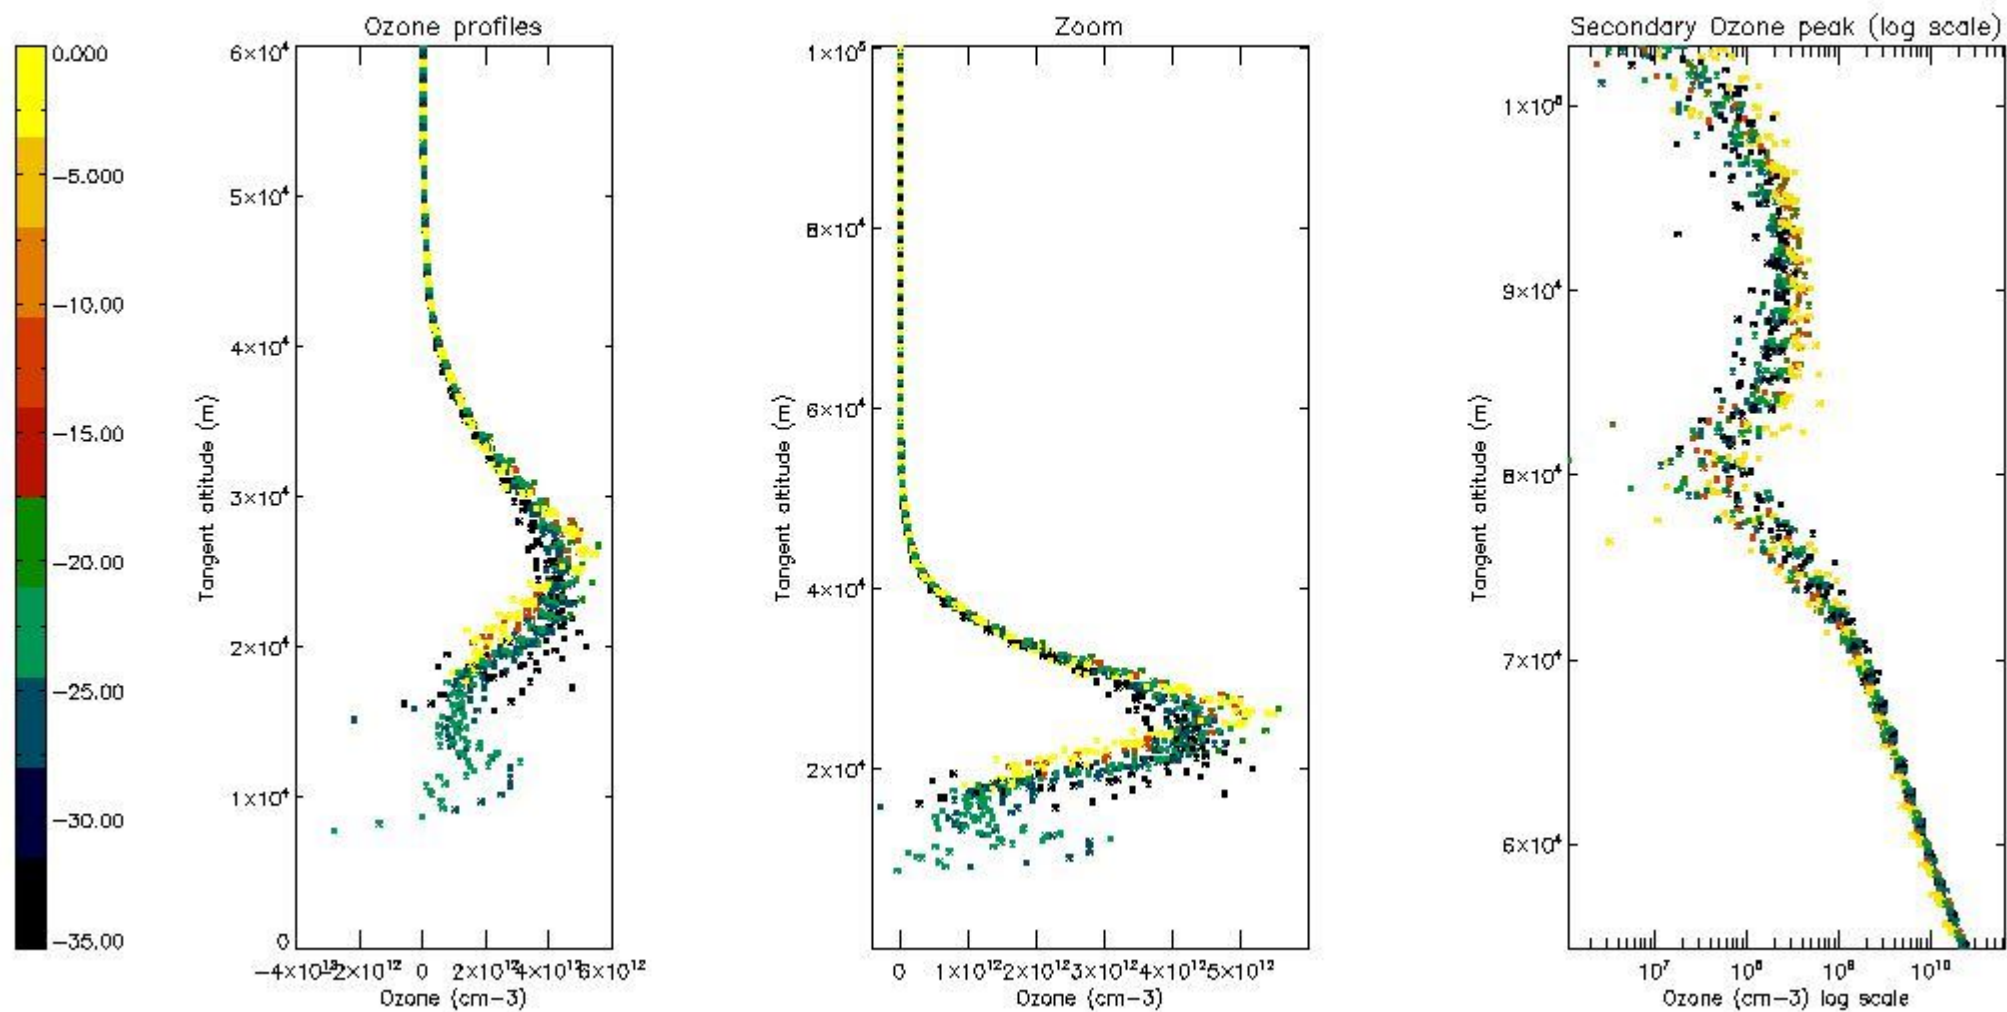 Ozone profiles
Zoom
Secondary Ozone peak (log scale)
0.000
-5.000
-10.00
-15.00
-20.00
-25.00
-30.00
-35.00
6×10⁴
5×10⁴
4×10⁴
3×10⁴
2×10⁴
1×10⁴
0
Tangent altitude (m)
-4×10¹² -2×10¹² 0 2×10¹² 4×10¹² 6×10¹²
Ozone (cm-3)
1×10⁵
8×10⁴
6×10⁴
4×10⁴
2×10⁴
Tangent altitude (m)
0 1×10¹² 2×10¹² 3×10¹² 4×10¹² 5×10¹²
Ozone (cm-3)
1×10⁵
9×10⁴
8×10⁴
7×10⁴
6×10⁴
Tangent altitude (m)
10⁷ 10⁸ 10⁹ 10¹⁰
Ozone (cm-3) log scale